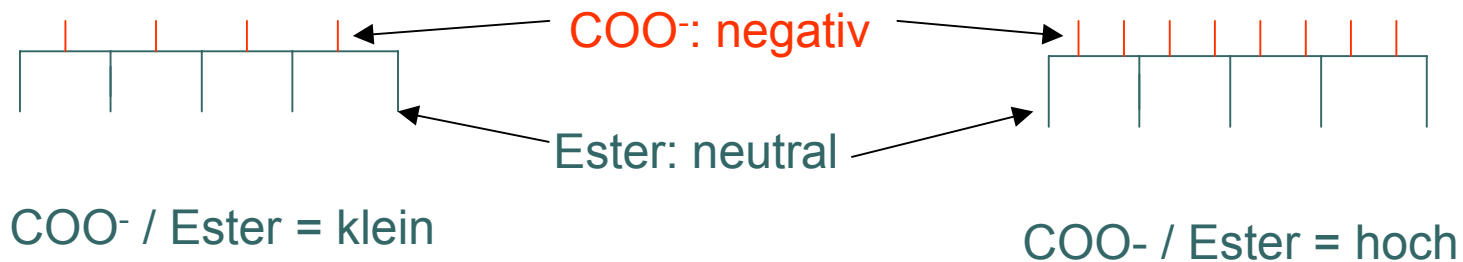 COO⁻: negativ
Ester: neutral
COO⁻ / Ester = klein
COO- / Ester = hoch